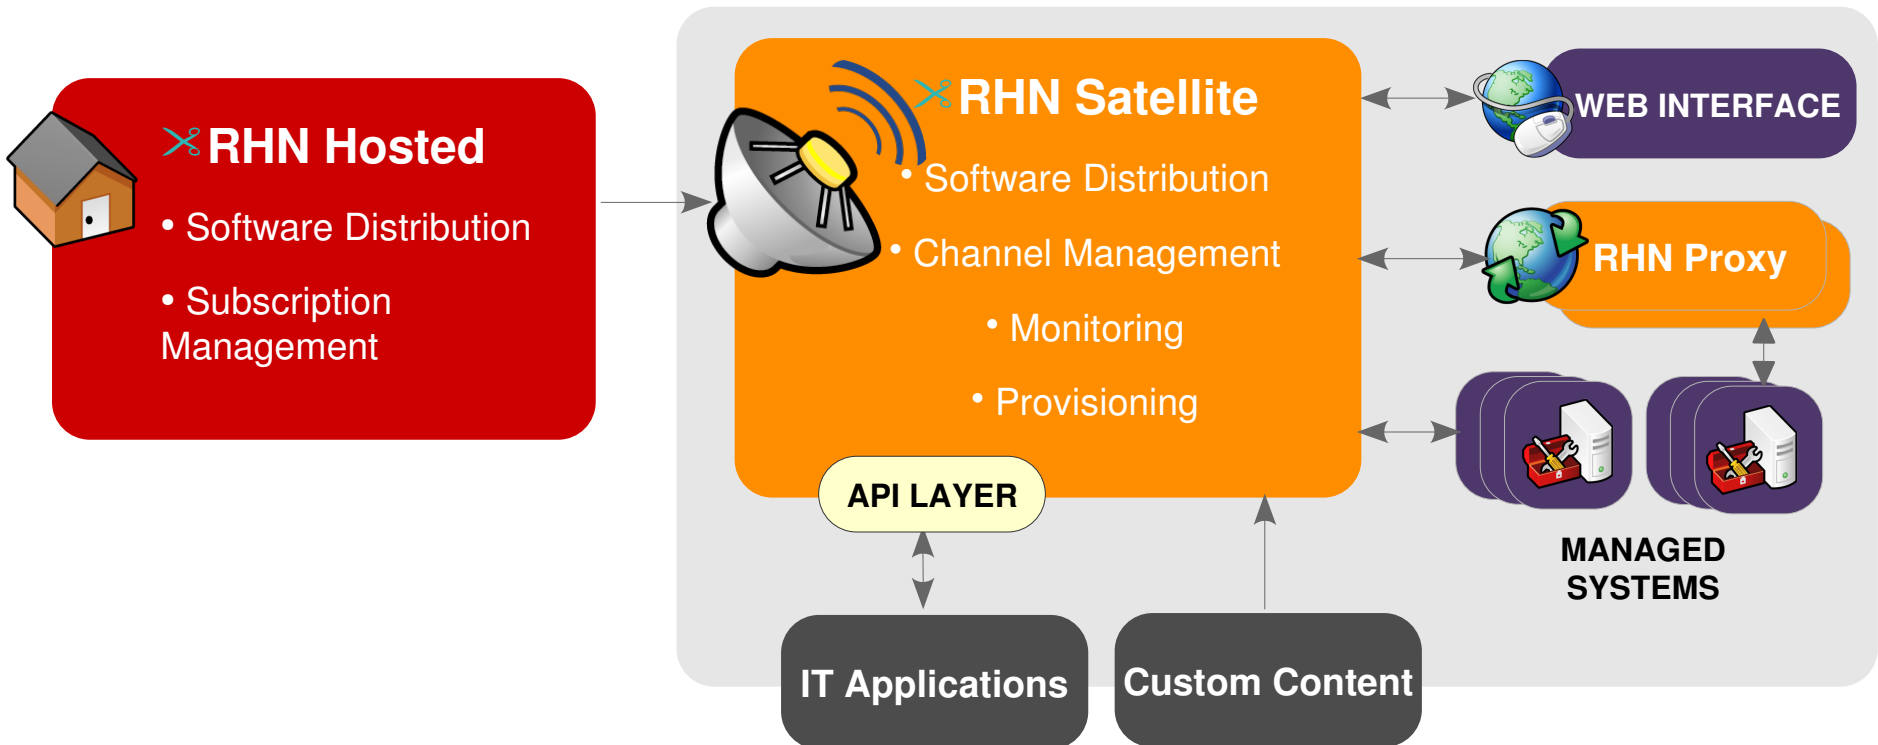 RHN Hosted
• Software Distribution
• Subscription
Management
RHN Satellite
• Software Distribution
• Channel Management
• Monitoring
• Provisioning
API LAYER
WEB INTERFACE
RHN Proxy
MANAGED
SYSTEMS
IT Applications
Custom Content